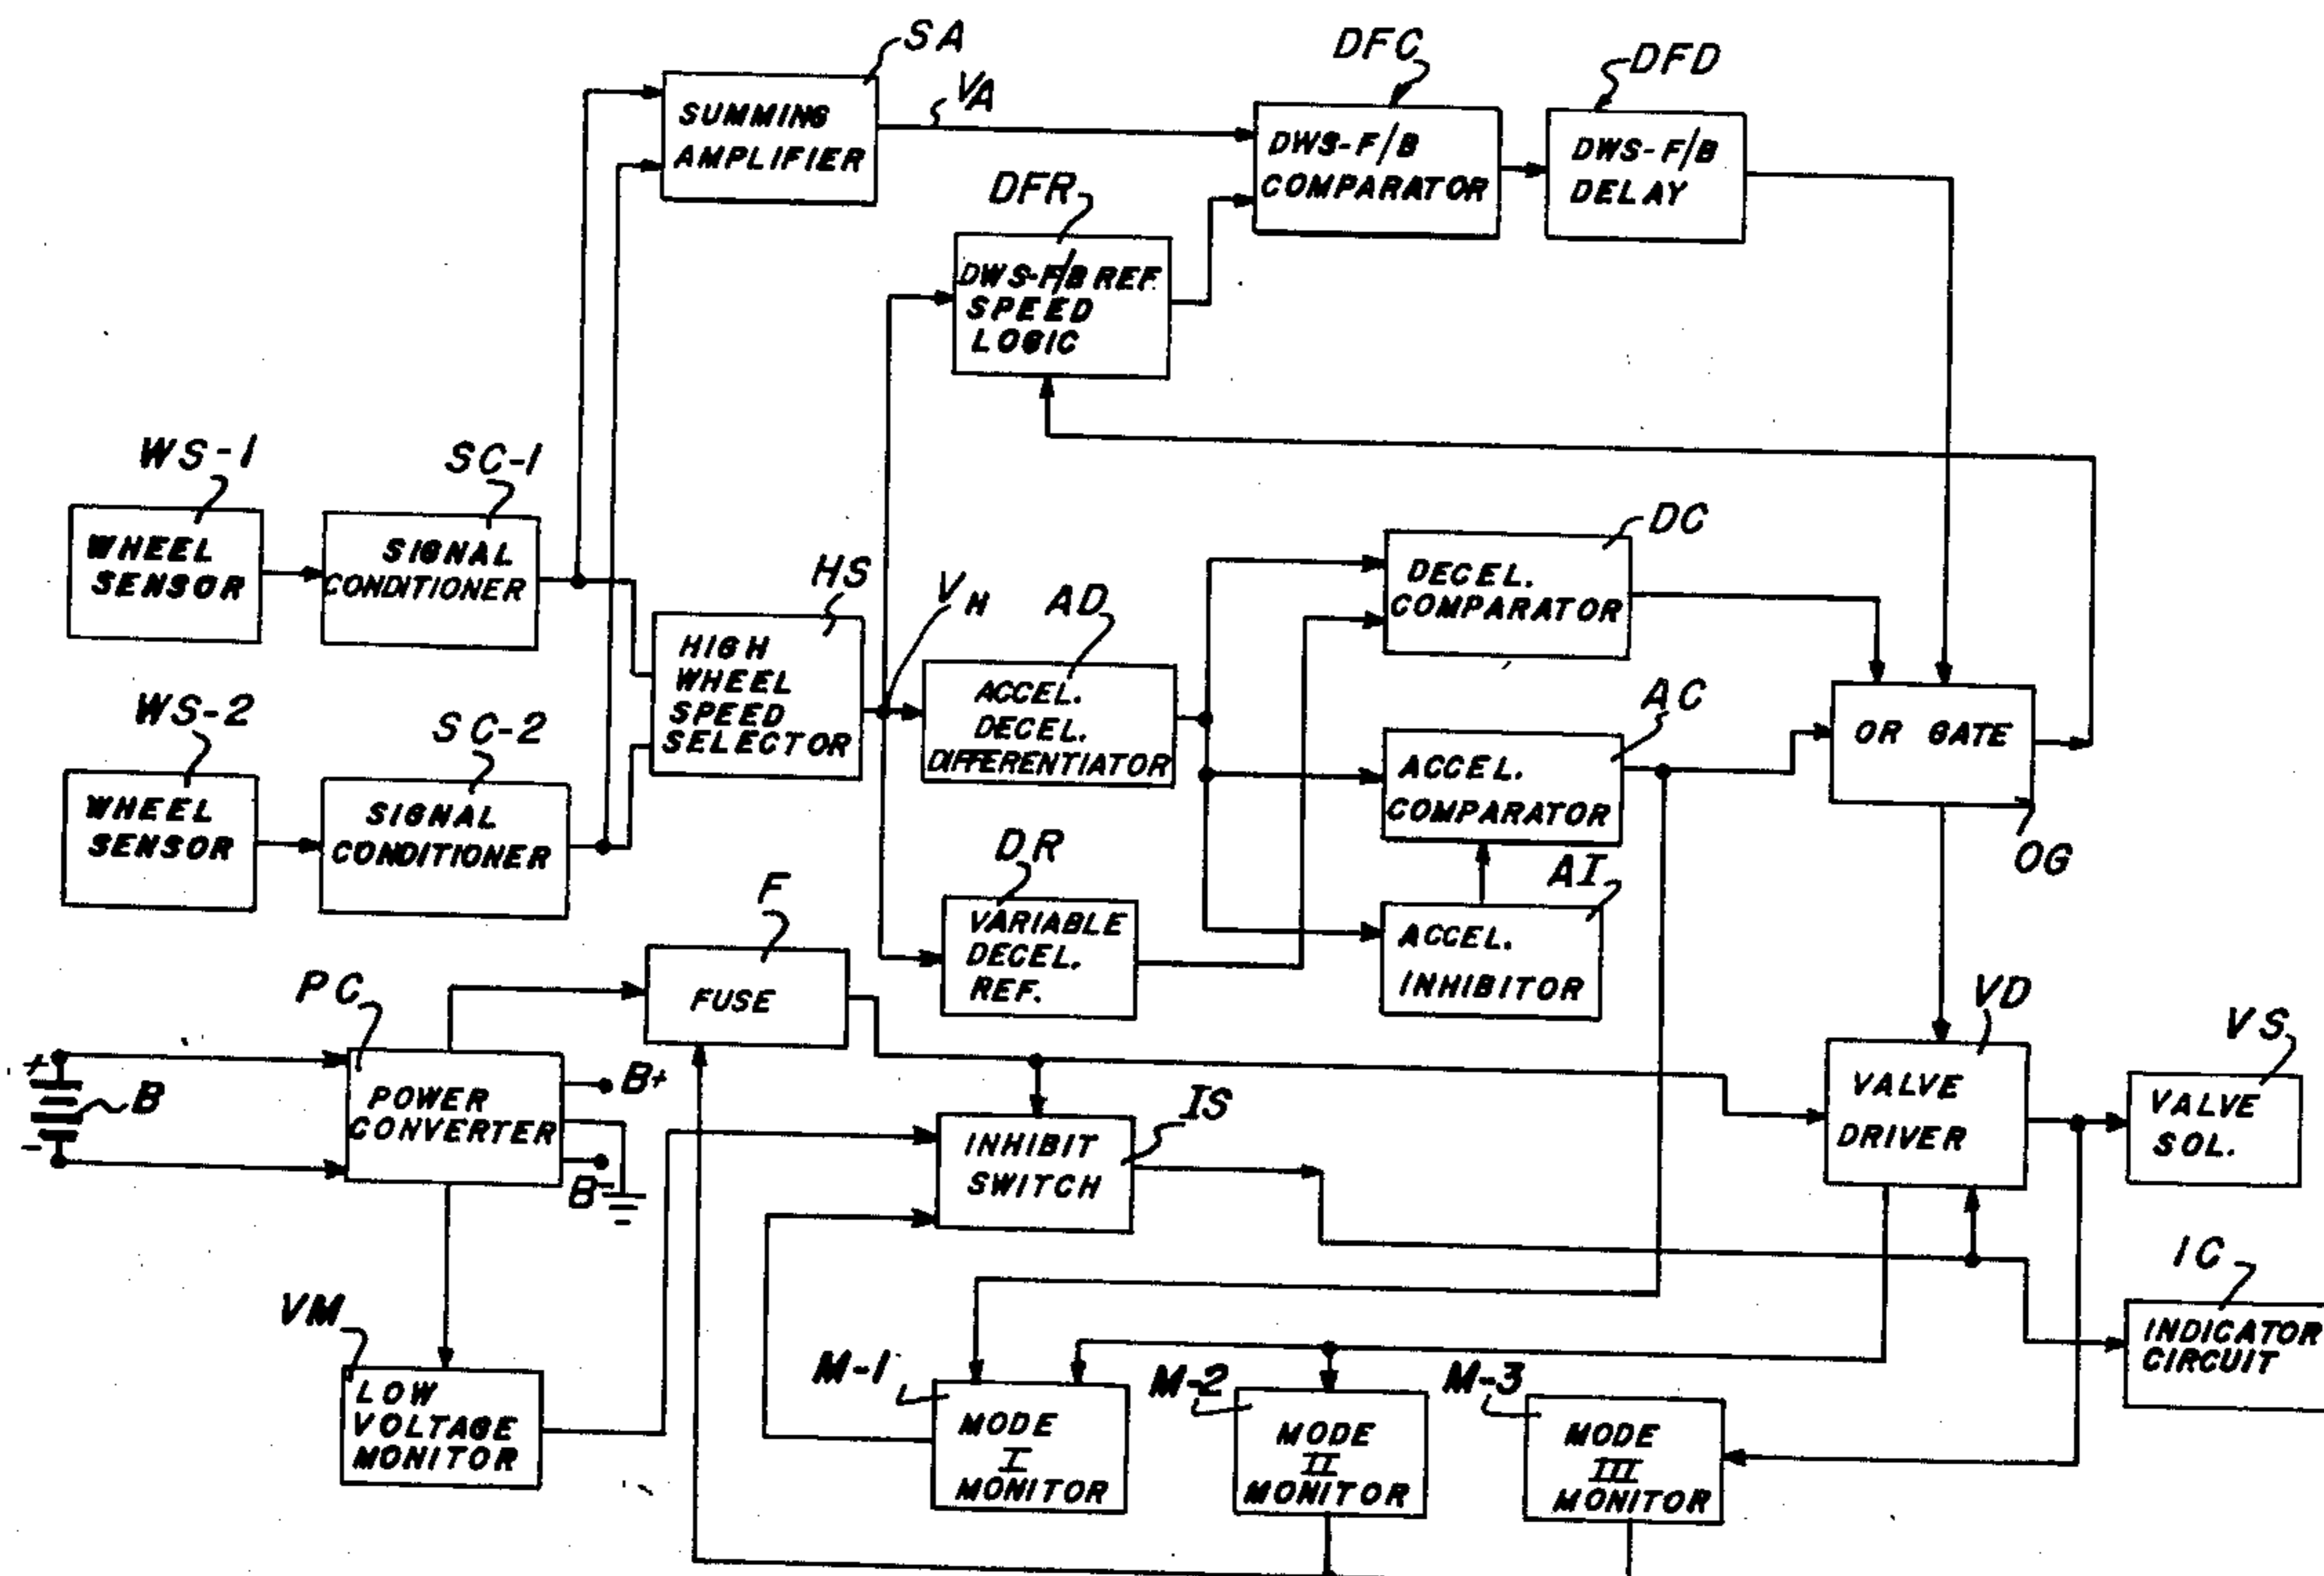 SA
VA
DFC
DFD
SUMMING
AMPLIFIER
DWS-F/B
COMPARATOR
DWS-F/B
DELAY
DFR
DWS-F/B REF.
SPEED
LOGIC
WS-1
SC-1
WHEEL
SENSOR
SIGNAL
CONDITIONER
HS
VH
AD
DC
DECEL.
COMPARATOR
HIGH
WHEEL
SPEED
SELECTOR
ACCEL.
DECEL.
DIFFERENTIATOR
AC
ACCEL.
COMPARATOR
OR GATE
OG
WS-2
SC-2
WHEEL
SENSOR
SIGNAL
CONDITIONER
DR
VARIABLE
DECEL.
REF.
AI
ACCEL.
INHIBITOR
F
FUSE
PC
+
B
-
POWER
CONVERTER
B+
B-
IS
INHIBIT
SWITCH
VD
VALVE
DRIVER
VS
VALVE
SOL.
IC
INDICATOR
CIRCUIT
VM
LOW
VOLTAGE
MONITOR
M-1
MODE
I
MONITOR
M-2
MODE
II
MONITOR
M-3
MODE
III
MONITOR